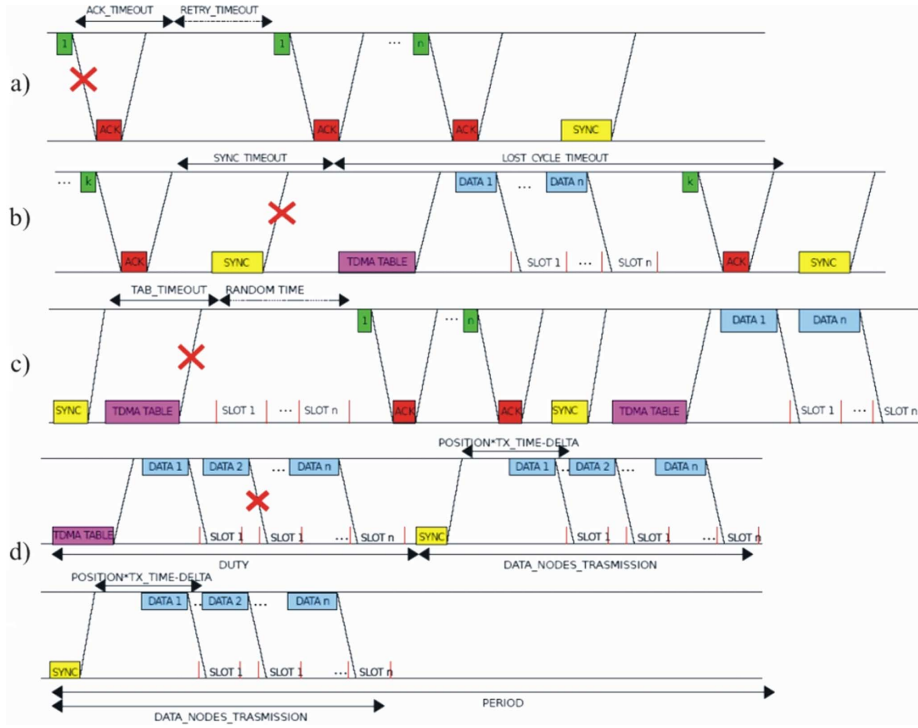 ACK_TIMEOUT RETRY_TIMEOUT
1 1 ... n
a)
ACK ACK ACK SYNC
SYNC TIMEOUT LOST CYCLE TIMEOUT
... k DATA 1 ... DATA n k
b)
ACK SYNC TDMA TABLE SLOT 1 ... SLOT n ACK SYNC
TAB_TIMEOUT RANDOM TIME
1 ... n DATA 1 DATA n
c)
SYNC TDMA TABLE SLOT 1 ... SLOT n ACK ACK SYNC TDMA TABLE SLOT 1 ... SLOT n
POSITION*TX_TIME-DELTA
DATA 1 DATA 2 ... DATA n DATA 1 ... DATA 2 ... DATA n
TDMA TABLE SLOT 1 SLOT 1 ... SLOT n SYNC SLOT 1 SLOT 1 ... SLOT n
d)
DUTY DATA_NODES_TRASMISSION
POSITION*TX_TIME-DELTA
DATA 1 ... DATA 2 ... DATA n
SYNC SLOT 1 SLOT 1 ... SLOT n
PERIOD
DATA_NODES_TRASMISSION